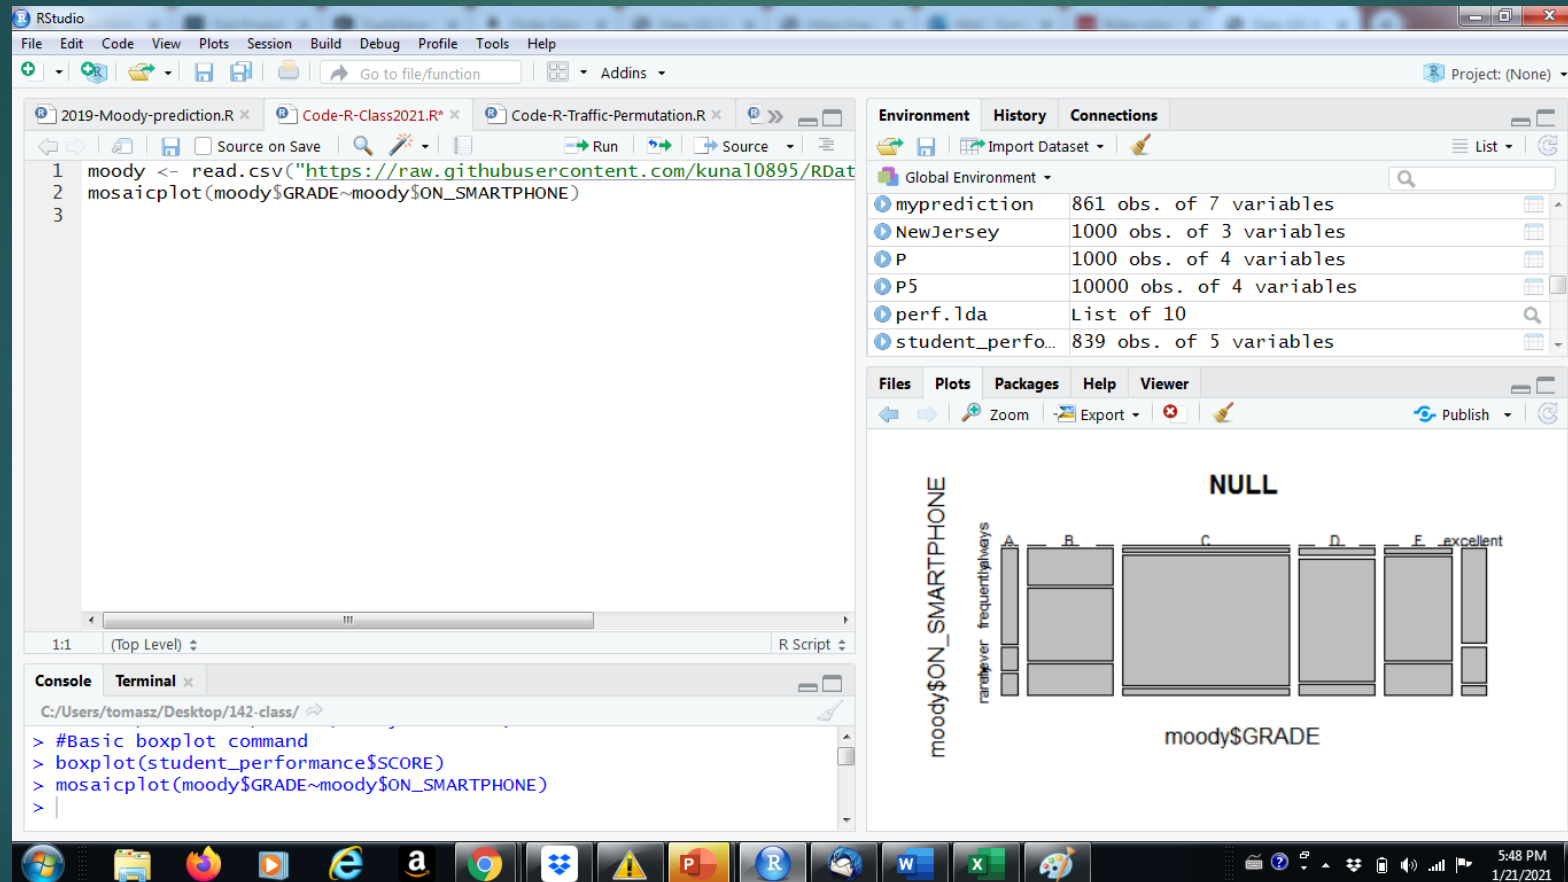 RStudio
File Edit Code View Plots Session Build Debug Profile Tools Help
Go to file/function Addins Project: (None)
2019-Moody-prediction.R Code-R-Class2021.R* Code-R-Traffic-Permutation.R
Source on Save Run Source
1 moody <- read.csv("https://raw.githubusercontent.com/kunal0895/RDat
2 mosaicplot(moody$GRADE~moody$ON_SMARTPHONE)
3
1:1 (Top Level) R Script
Console Terminal
C:/Users/tomasz/Desktop/142-class/
> #Basic boxplot command
> boxplot(student_performance$SCORE)
> mosaicplot(moody$GRADE~moody$ON_SMARTPHONE)
>
Environment History Connections
Import Dataset List
Global Environment
myprediction 861 obs. of 7 variables
NewJersey 1000 obs. of 3 variables
P 1000 obs. of 4 variables
P5 10000 obs. of 4 variables
perf.lda List of 10
student_perfo… 839 obs. of 5 variables
Files Plots Packages Help Viewer
Zoom Export Publish
NULL
moody$ON_SMARTPHONE
A B C D F excellent
always
frequently
never
rarely
moody$GRADE
5:48 PM
1/21/2021